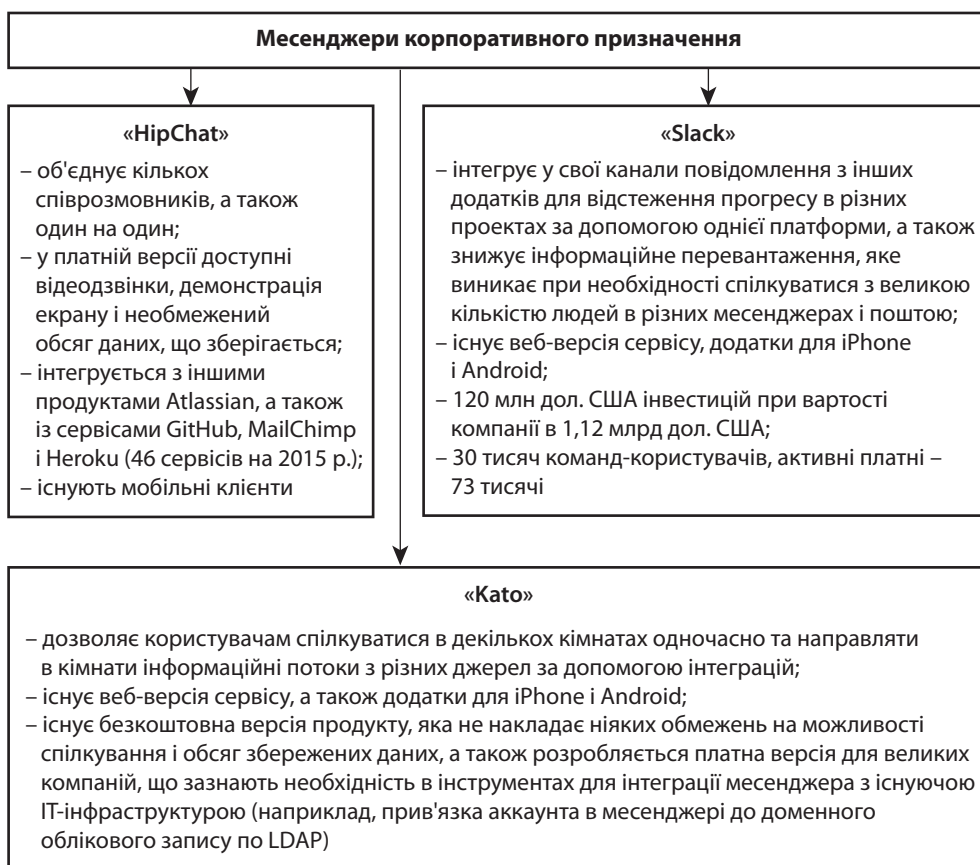 Месенджери корпоративного призначення
«HipChat»
– об'єднує кількох
співрозмовників, а також
один на один;
– у платній версії доступні
відеодзвінки, демонстрація
екрану і необмежений
обсяг даних, що зберігається;
– інтегрується з іншими
продуктами Atlassian, а також
із сервісами GitHub, MailChimp
і Heroku (46 сервісів на 2015 р.);
– існують мобільні клієнти
«Slack»
– інтегрує у свої канали повідомлення з інших
додатків для відстеження прогресу в різних
проектах за допомогою однієї платформи, а також
знижує інформаційне перевантаження, яке
виникає при необхідності спілкуватися з великою
кількістю людей в різних месенджерах і поштою;
– існує веб-версія сервісу, додатки для iPhone
і Android;
– 120 млн дол. США інвестицій при вартості
компанії в 1,12 млрд дол. США;
– 30 тисяч команд-користувачів, активні платні –
73 тисячі
«Kato»
– дозволяє користувачам спілкуватися в декількох кімнатах одночасно та направляти
в кімнати інформаційні потоки з різних джерел за допомогою інтеграцій;
– існує веб-версія сервісу, а також додатки для iPhone і Android;
– існує безкоштовна версія продукту, яка не накладає ніяких обмежень на можливості
спілкування і обсяг збережених даних, а також розробляється платна версія для великих
компаній, що зазнають необхідність в інструментах для інтеграції месенджера з існуючою
ІТ-інфраструктурою (наприклад, прив'язка аккаунта в месенджері до доменного
облікового запису по LDAP)